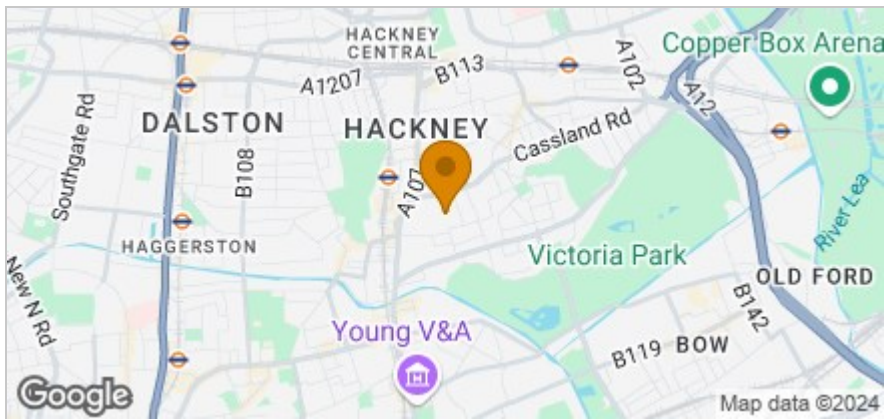 HACKNEY
CENTRAL
A1207
B113
A102
A12
Copper Box Arena
Southgate Rd
DALSTON
B108
HACKNEY
A107
Cassland Rd
River Lea
HAGGERSTON
Victoria Park
OLD FORD
New N Rd
Young V&A
B119
BOW
B142
Google
Map data ©2024